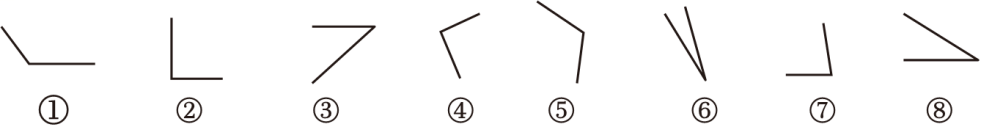 ① ② ③ ④ ⑤ ⑥ ⑦ ⑧